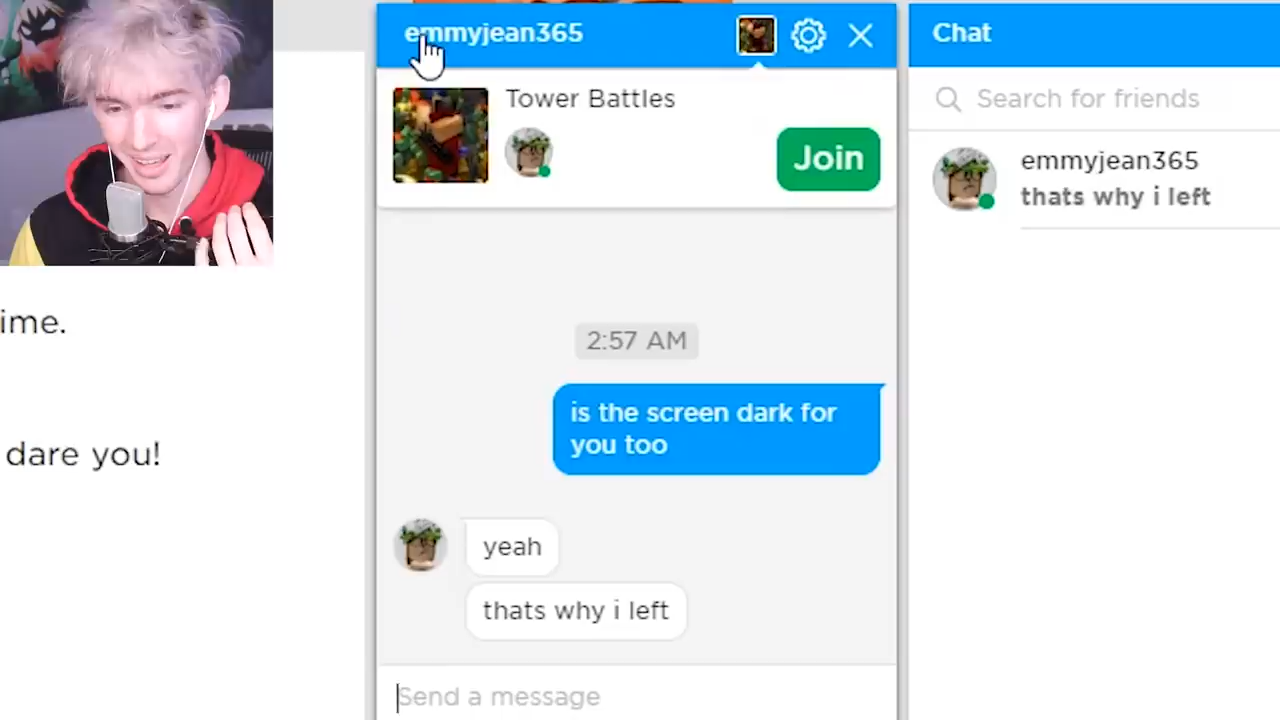 emmyjean365
Tower Battles
Join
2:57 AM
is the screen dark for
you too
yeah
thats why i left
Send a message
Chat
Search for friends
emmyjean365
thats why i left
ime.
dare you!